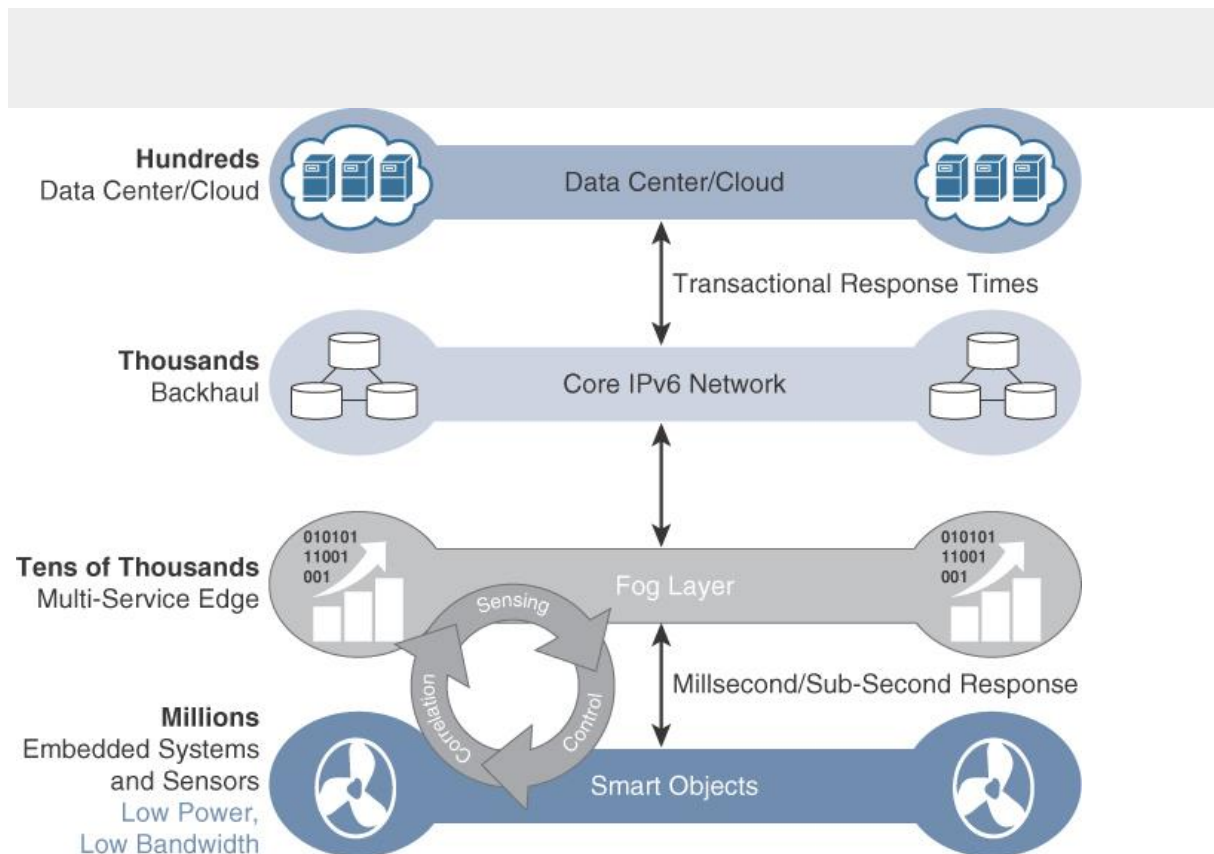 Hundreds
Data Center/Cloud
Data Center/Cloud
Transactional Response Times
Thousands
Backhaul
Core IPv6 Network
Tens of Thousands
Multi-Service Edge
010101
11001
001
Fog Layer
010101
11001
001
Sensing
Control
Correlation
Millsecond/Sub-Second Response
Millions
Embedded Systems
and Sensors
Low Power,
Low Bandwidth
Smart Objects